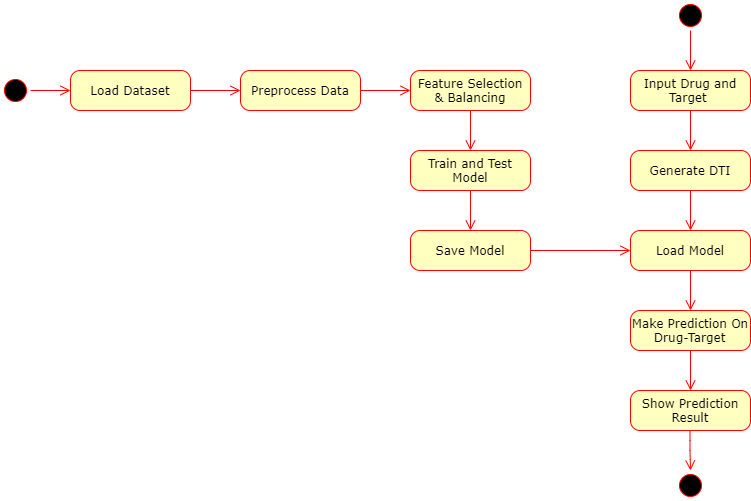 Load Dataset
Preprocess Data
Feature Selection
& Balancing
Train and Test
Model
Save Model
Input Drug and
Target
Generate DTI
Load Model
Make Prediction On
Drug-Target
Show Prediction
Result